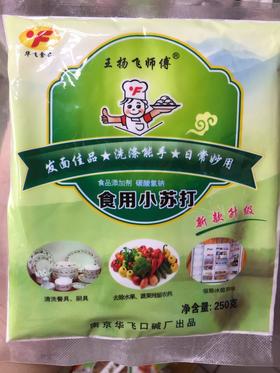 华飞食品
王扬飞师傅
发面佳品★洗涤能手★日常妙用
食品添加剂 碳酸氢钠
食用小苏打
新款升级
清洗餐具、厨具
去除水果、蔬菜残留农药
净含量:250克
南京华飞口碱厂出品